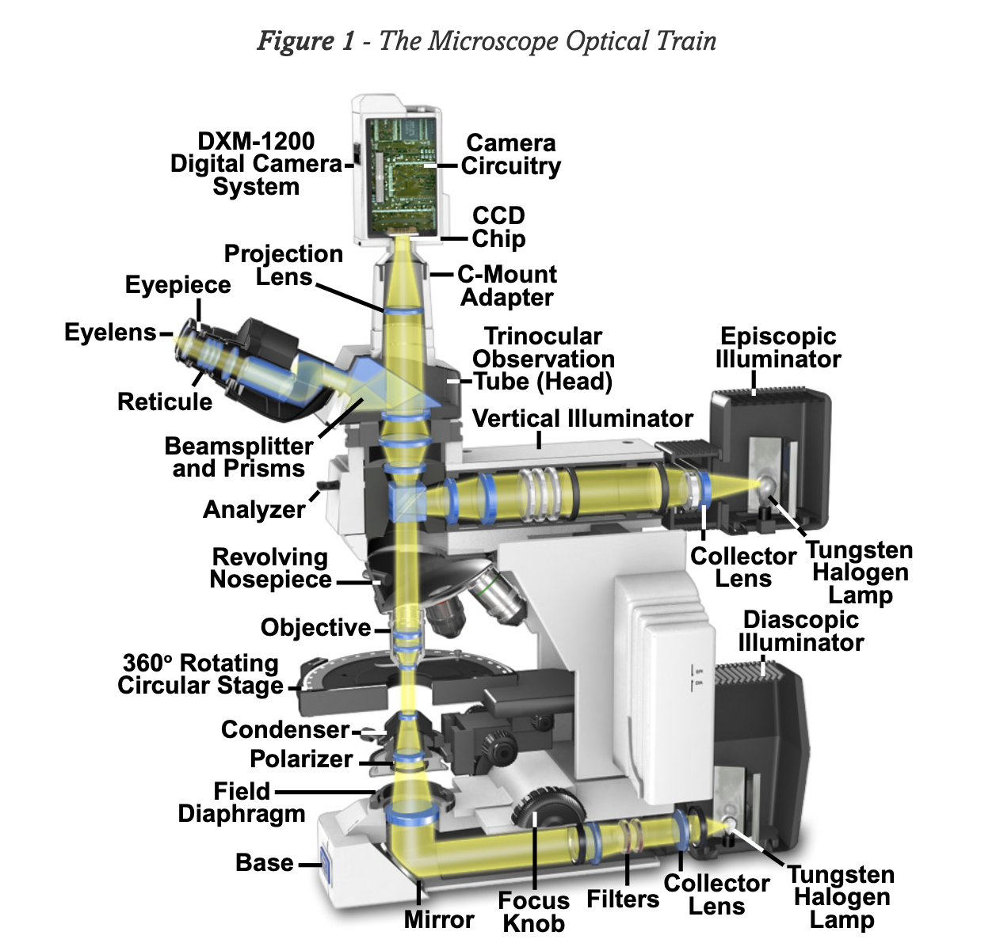 Figure 1 - The Microscope Optical Train
DXM-1200
Digital Camera
System
Camera
Circuitry
CCD
Chip
Projection
Lens
C-Mount
Adapter
Eyepiece
Eyelens
Trinocular
Observation
Tube (Head)
Episcopic
Illuminator
Reticule
Vertical Illuminator
Beamsplitter
and Prisms
Analyzer
Revolving
Nosepiece
Collector
Lens
Tungsten
Halogen
Lamp
Objective
Diascopic
Illuminator
360° Rotating
Circular Stage
EPI
DIA
Condenser
Polarizer
Field
Diaphragm
Base
Mirror
Focus
Knob
Filters
Collector
Lens
Tungsten
Halogen
Lamp